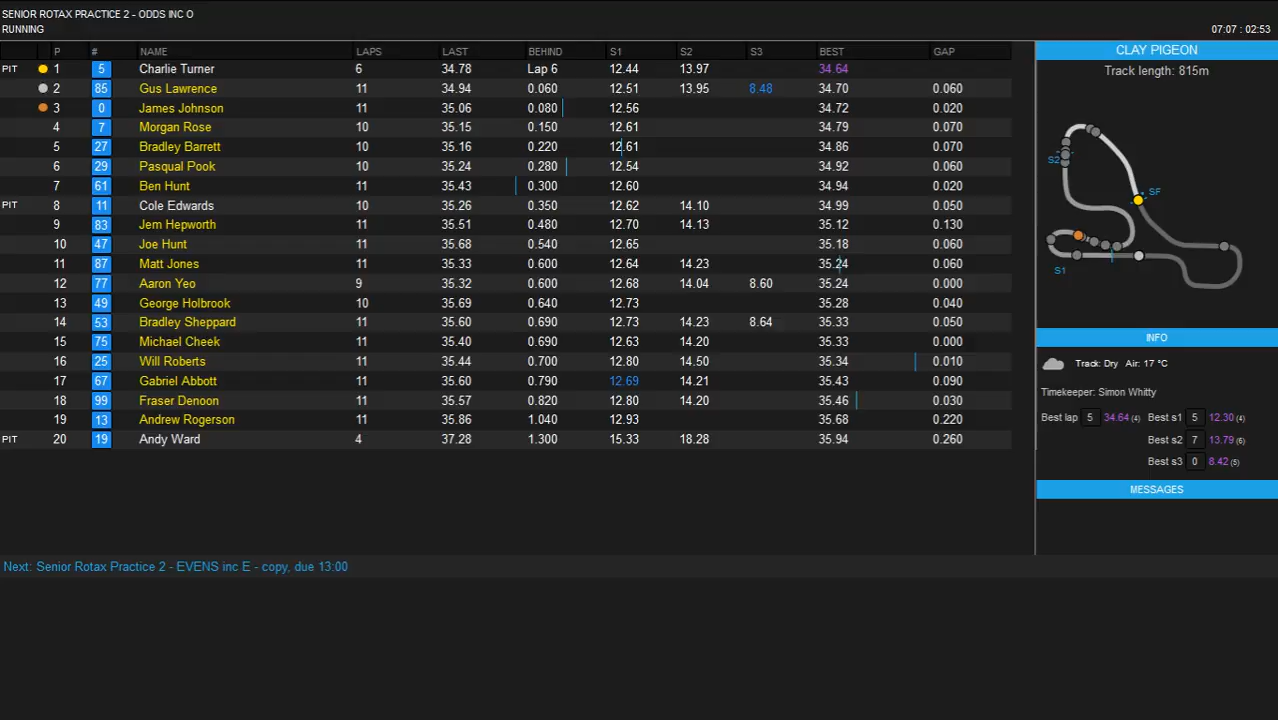 SENIOR ROTAX PRACTICE 2 - ODDS INC O
RUNNING 07:07 : 02:53
P # NAME LAPS LAST BEHIND S1 S2 S3 BEST GAP
PIT 1 5 Charlie Turner 6 34.78 Lap 6 12.44 13.97 34.64
2 85 Gus Lawrence 11 34.94 0.060 12.51 13.95 8.48 34.70 0.060
3 0 James Johnson 11 35.06 0.080 12.56 34.72 0.020
4 7 Morgan Rose 10 35.15 0.150 12.61 34.79 0.070
5 27 Bradley Barrett 10 35.16 0.220 12.61 34.86 0.070
6 29 Pasqual Pook 10 35.24 0.280 12.54 34.92 0.060
7 61 Ben Hunt 11 35.43 0.300 12.60 34.94 0.020
PIT 8 11 Cole Edwards 10 35.26 0.350 12.62 14.10 34.99 0.050
9 83 Jem Hepworth 11 35.51 0.480 12.70 14.13 35.12 0.130
10 47 Joe Hunt 11 35.68 0.540 12.65 35.18 0.060
11 87 Matt Jones 11 35.33 0.600 12.64 14.23 35.24 0.060
12 77 Aaron Yeo 9 35.32 0.600 12.68 14.04 8.60 35.24 0.000
13 49 George Holbrook 10 35.69 0.640 12.73 35.28 0.040
14 53 Bradley Sheppard 11 35.60 0.690 12.73 14.23 8.64 35.33 0.050
15 75 Michael Cheek 11 35.40 0.690 12.63 14.20 35.33 0.000
16 25 Will Roberts 11 35.44 0.700 12.80 14.50 35.34 0.010
17 67 Gabriel Abbott 11 35.60 0.790 12.69 14.21 35.43 0.090
18 99 Fraser Denoon 11 35.57 0.820 12.80 14.20 35.46 0.030
19 13 Andrew Rogerson 11 35.86 1.040 12.93 35.68 0.220
PIT 20 19 Andy Ward 4 37.28 1.300 15.33 18.28 35.94 0.260
CLAY PIGEON
Track length: 815m
S2
SF
S1
INFO
Track: Dry Air: 17 °C
Timekeeper: Simon Whitty
Best lap 5 34.64 (4) Best s1 5 12.30 (4)
Best s2 7 13.79 (6)
Best s3 0 8.42 (5)
MESSAGES
Next: Senior Rotax Practice 2 - EVENS inc E - copy, due 13:00